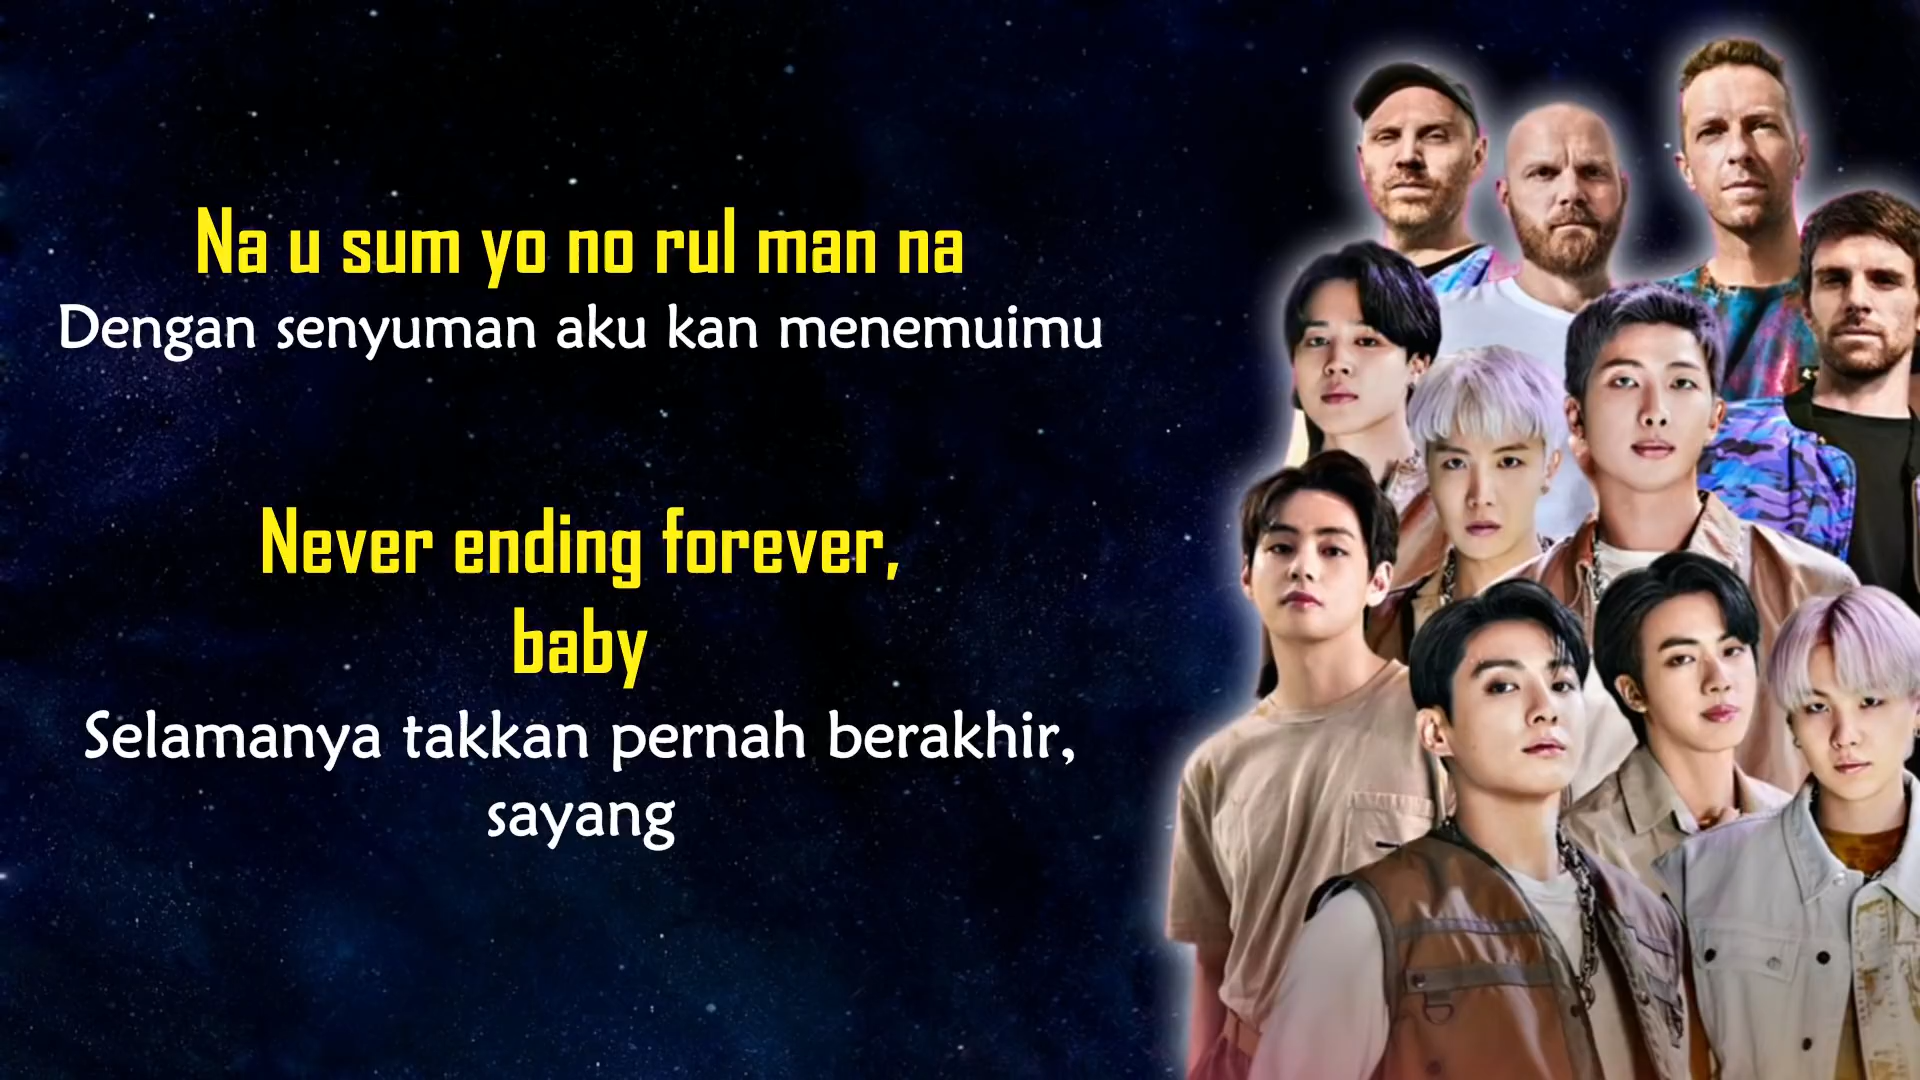 Na u sum yo no rul man na
Dengan senyuman aku kan menemuimu
Never ending forever,
baby
Selamanya takkan pernah berakhir,
sayang